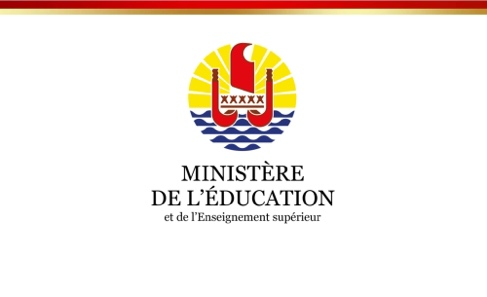 MINISTÈRE
DE L'ÉDUCATION
et de l'Enseignement supérieur